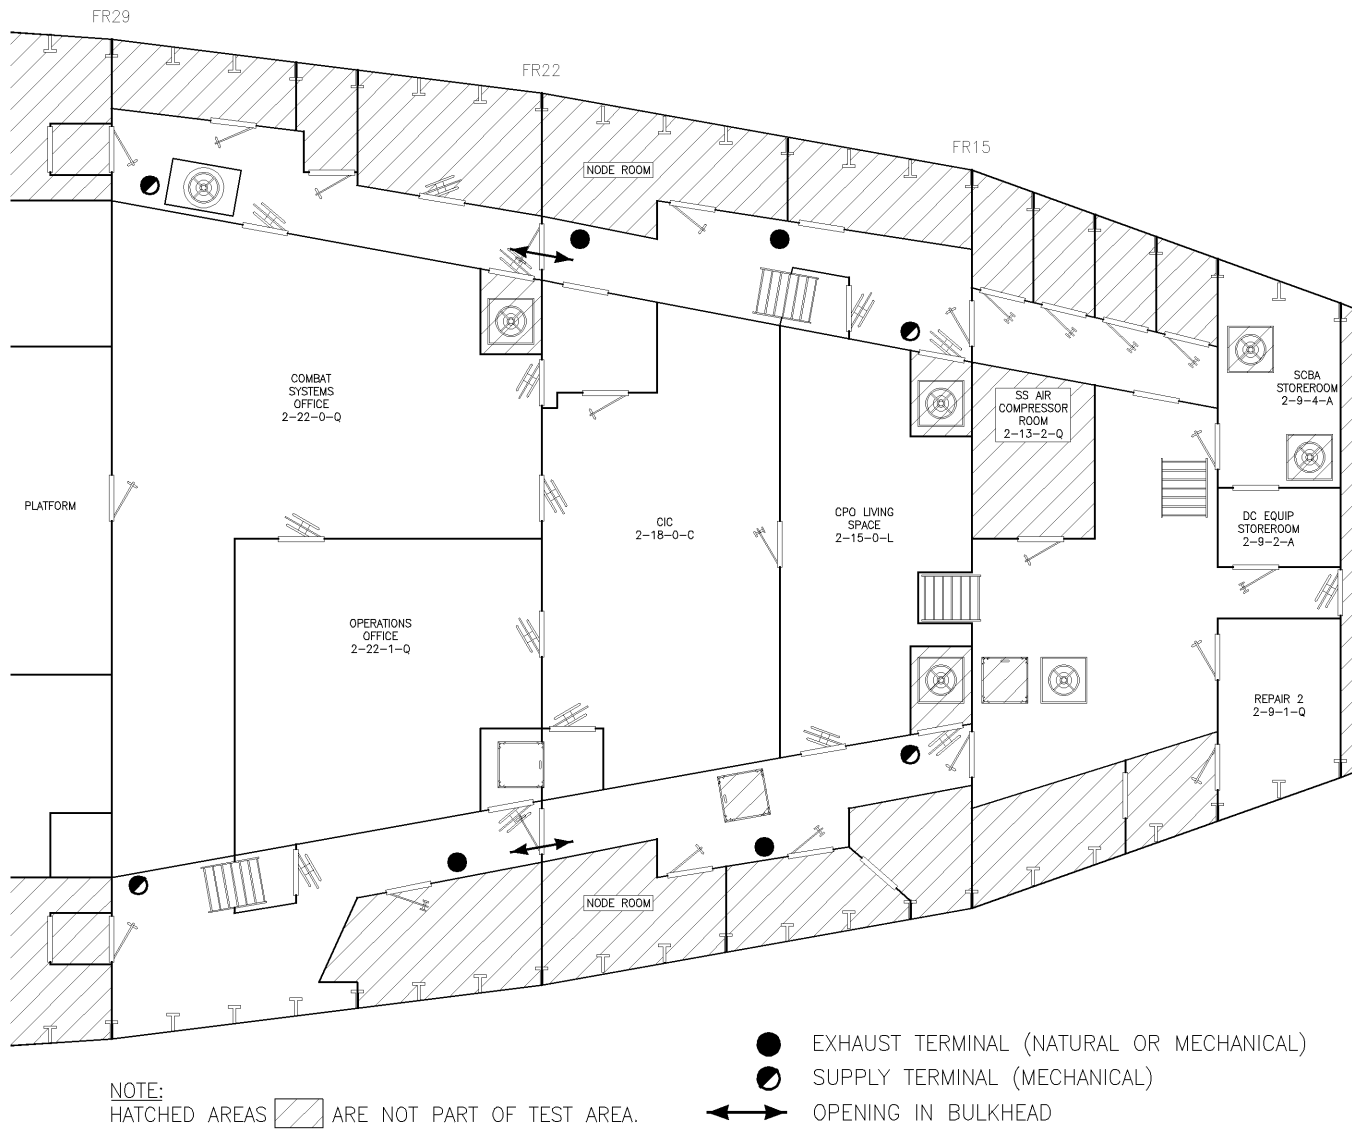 FR29
FR22
FR15
NODE ROOM
COMBAT
SYSTEMS
OFFICE
2-22-0-Q
SS AIR
COMPRESSOR
ROOM
2-13-2-Q
SCBA
STOREROOM
2-9-4-A
PLATFORM
CIC
2-18-0-C
CPO LIVING
SPACE
2-15-0-L
DC EQUIP
STOREROOM
2-9-2-A
OPERATIONS
OFFICE
2-22-1-Q
REPAIR 2
2-9-1-Q
NODE ROOM
EXHAUST TERMINAL (NATURAL OR MECHANICAL)
SUPPLY TERMINAL (MECHANICAL)
OPENING IN BULKHEAD
NOTE:
HATCHED AREAS ARE NOT PART OF TEST AREA.